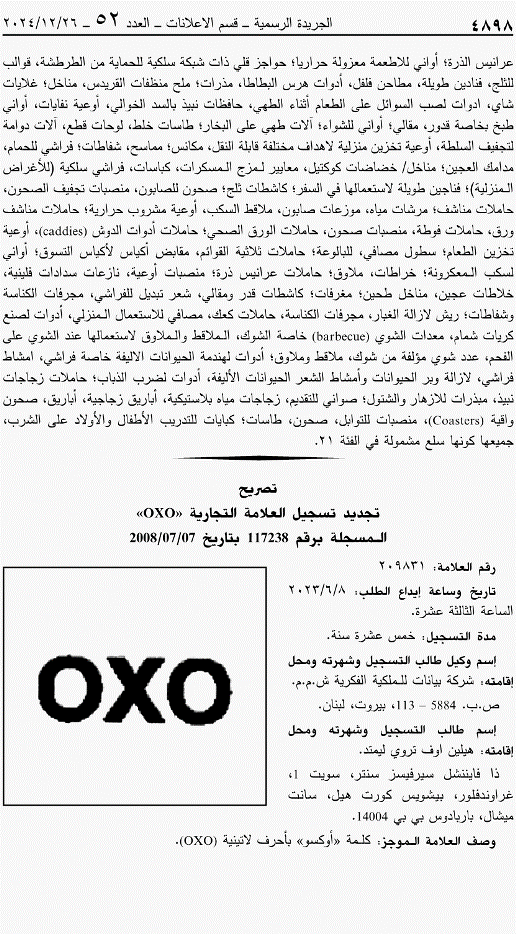 ٤٨٩٨ الجريدة الرسمية ــ قسم الاعلانات ــ العدد ٥٢ ــ ٢٠٢٤/١٢/٢٦
عرانيس الذرة؛ أواني للاطعمة معزولة حراريا؛ حواجز قلي ذات شبكة سلكية للحماية من الطرطشة، قوالب
للثلج، فنادين طويلة، مطاحن فلفل، أدوات هرس البطاطا، مذرات؛ ملح منظفات القريدس، مناخل؛ غلايات
شاي، ادوات لصب السوائل على الطعام أثناء الطهي، حافظات نبيذ بالسد الخوالي، أوعية نفايات، أواني
طبخ بخاصة قدور، مقالي؛ أواني للشواء؛ آلات طهى على البخار؛ طاسات خلط، لوحات قطع، آلات دوامة
لتجفيف السلطة، أوعية تخزين منزلية لاهداف مختلفة قابلة النقل، مكانس؛ مماسح، شفاطات؛ فراشي للحمام،
مدامك العجين؛ مناخل/ خضاضات كوكتيل، معايير لمزج المسكرات، كباسات، فراشي سلكية (للأغراض
المنزلية)؛ فناجين طويلة لاستعمالها في السفر؛ كاشطات ثلج؛ صحون للصابون، منصبات تجفيف الصحون،
حاملات مناشف؛ مرشات مياه، موزعات صابون، ملاقط السكب، أوعية مشروب حرارية؛ حاملات مناشف
ورق، حاملات فوطة، منصبات صحون، حاملات الورق الصحي؛ حاملات أدوات الدوش (caddies)، أوعية
تخزين الطعام؛ سطول مصافي، للبالوعة؛ حاملات ثلاثية القوائم، مقابض أكياس لأكياس التسوق؛ أواني
لسكب المعكرونة؛ خراطات، ملاوق؛ حاملات عرانيس ذرة؛ منصبات أوعية، نازعات سدادات فلينية،
خلاطات عجين، مناخل طحين؛ مغرفات؛ كاشطات قدر ومقالي، شعر تبديل للفراشي، مجرفات الكناسة
وشفاطات؛ ريش لازالة الغبار، مجرفات الكناسة، حاملات كعك، مصافي للاستعمال المنزلي، أدوات لصنع
كريات شمام، معدات الشوي (barbecue) خاصة الشوك، الملاقط والملاوق لاستعمالها عند الشوي على
الفحم، عدد شوي مؤلفة من شوك، ملاقط وملاوق؛ أدوات لهندمة الحيوانات الاليفة خاصة فراشي، امشاط
فراشي، لازالة وبر الحيوانات وأمشاط الشعر الحيوانات الأليفة، أدوات لضرب الذباب؛ حاملات زجاجات
نبيذ، مبذرات للازهار والشتول؛ صواني للتقديم، زجاجات مياه بلاستيكية، أباريق زجاجية، أباريق، صحون
واقية (Coasters)، منصبات للتوابل، صحون، طاسات؛ كبايات للتدريب الأطفال والأولاد على الشرب،
جميعها كونها سلع مشمولة في الفئة ٢١.
تصريح
تجديد تسجيل العلامة التجارية «OXO»
المسجلة برقم 117238 بتاريخ 2008/07/07
رقم العلامة: ٢٠٩٨٣١
تاريخ وساعة إيداع الطلب: ٢٠٢٣/٦/٨
الساعة الثالثة عشرة.
مدة التسجيل: خمس عشرة سنة.
إسم وكيل طالب التسجيل وشهرته ومحل
إقامته: شركة بيانات للملكية الفكرية ش.م.م.
ص.ب. 5884 – 113، بيروت، لبنان.
إسم طالب التسجيل وشهرته ومحل
إقامته: هيلين اوف تروي ليمتد.
ذا فايننشل سيرفيسز سنتر، سويت 1،
غراوندفلور، بيشوبس كورت هيل، سانت
ميشال، باربادوس بي بي 14004.
وصف العلامة الموجز: كلمة «أوكسو» بأحرف لاتينية (OXO).
OXO